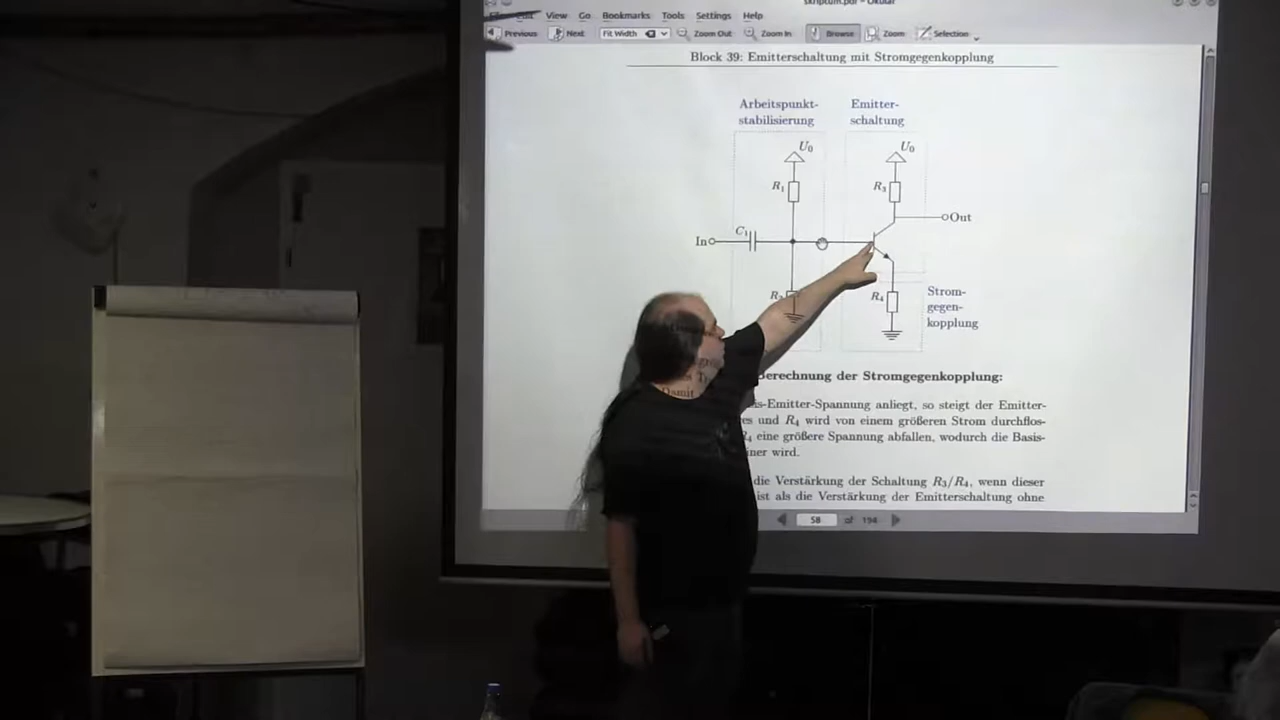 skriptum.pdf – Okular
View Go Bookmarks Tools Settings Help
Previous Next Fit Width Zoom Out Zoom In Browse Zoom Selection
Block 39: Emitterschaltung mit Stromgegenkopplung
Arbeitspunkt-
stabilisierung
Emitter-
schaltung
U₀
U₀
R₁
R₃
Out
C₁
In
R₄
Strom-
gegen-
kopplung
Berechnung der Stromgegenkopplung:
is-Emitter-Spannung anliegt, so steigt der Emitter-
es und R₄ wird von einem größeren Strom durchflos-
R₄ eine größere Spannung abfallen, wodurch die Basis-
iner wird.
Damit
die Verstärkung der Schaltung R₃/R₄, wenn dieser
ist als die Verstärkung der Emitterschaltung ohne
58 of 194